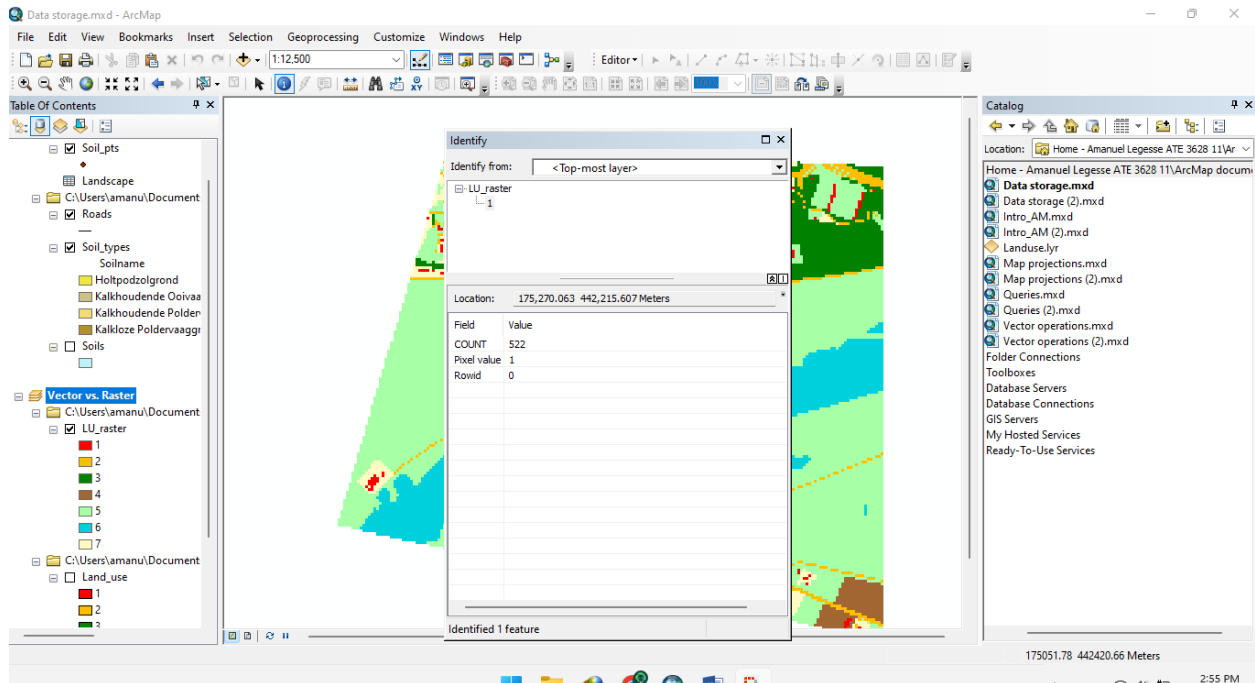 Data storage.mxd - ArcMap
File Edit View Bookmarks Insert Selection Geoprocessing Customize Windows Help
1:12,500
Editor
Table Of Contents
Soil_pts
Landscape
C:\Users\amanu\Document
Roads
Soil_types
Soilname
Holtpodzolgrond
Kalkhoudende Ooivaa
Kalkhoudende Polder
Kalkloze Poldervaaggr
Soils
Vector vs. Raster
C:\Users\amanu\Document
LU_raster
1
2
3
4
5
6
7
C:\Users\amanu\Document
Land_use
1
2
3
Identify
Identify from: <Top-most layer>
LU_raster
1
Location: 175,270.063 442,215.607 Meters
Field Value
COUNT 522
Pixel value 1
Rowid 0
Identified 1 feature
Catalog
Location: Home - Amanuel Legesse ATE 3628 11\Ar
Home - Amanuel Legesse ATE 3628 11\ArcMap docume
Data storage.mxd
Data storage (2).mxd
Intro_AM.mxd
Intro_AM (2).mxd
Landuse.lyr
Map projections.mxd
Map projections (2).mxd
Queries.mxd
Queries (2).mxd
Vector operations.mxd
Vector operations (2).mxd
Folder Connections
Toolboxes
Database Servers
Database Connections
GIS Servers
My Hosted Services
Ready-To-Use Services
175051.78 442420.66 Meters
2:55 PM